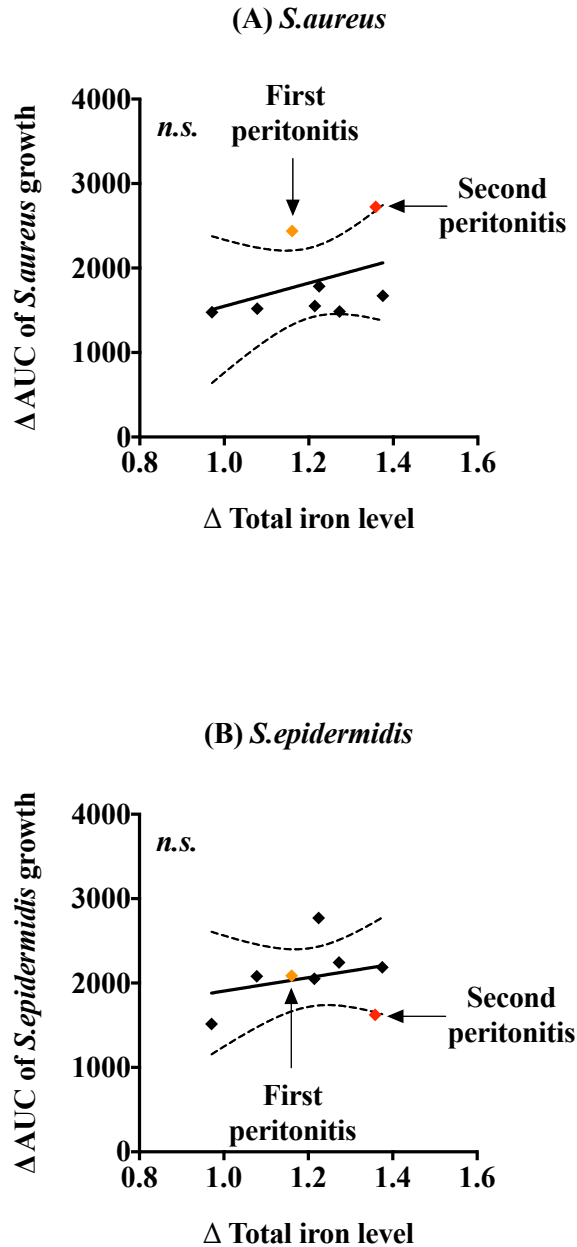 (A) S.aureus
4000
3000
2000
1000
0
n.s.
First
peritonitis
Second
peritonitis
0.8 1.0 1.2 1.4 1.6
Δ Total iron level
ΔAUC of S.aureus growth
(B) S.epidermidis
4000
3000
2000
1000
0
n.s.
Second
peritonitis
First
peritonitis
0.8 1.0 1.2 1.4 1.6
Δ Total iron level
ΔAUC of S.epidermidis growth